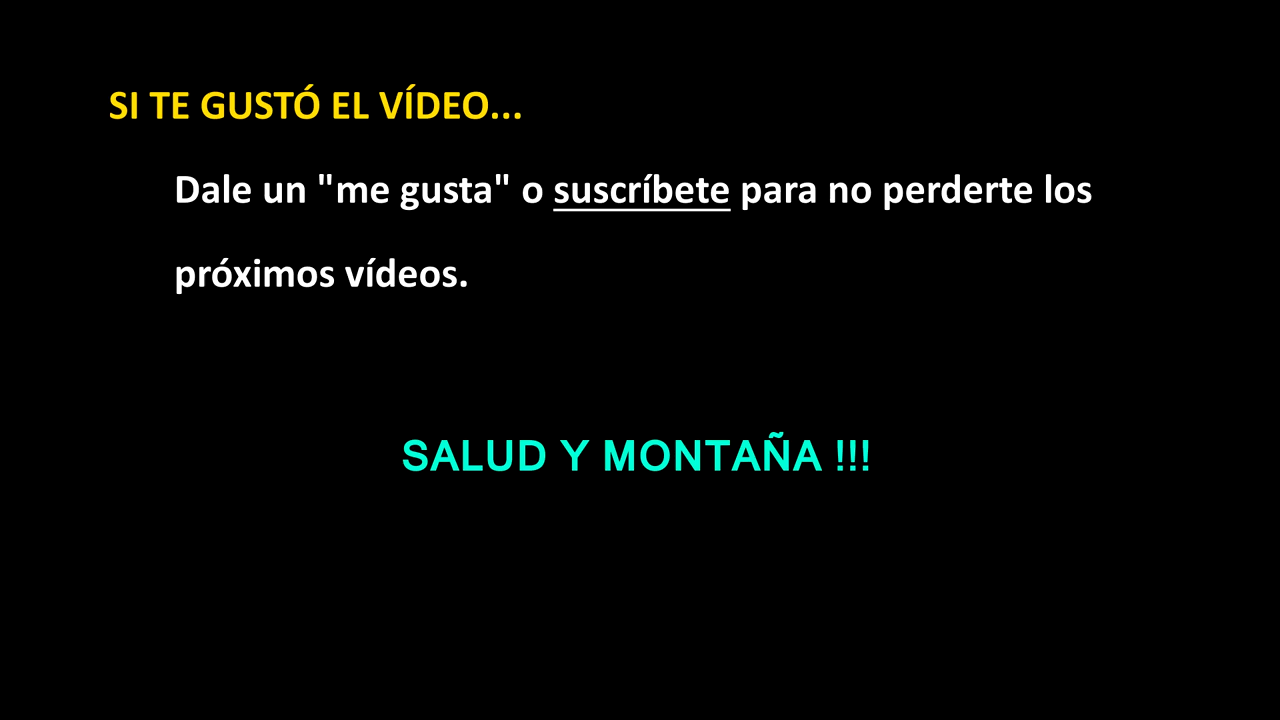 SI TE GUSTÓ EL VÍDEO...
Dale un "me gusta" o suscríbete para no perderte los
próximos vídeos.
SALUD Y MONTAÑA !!!